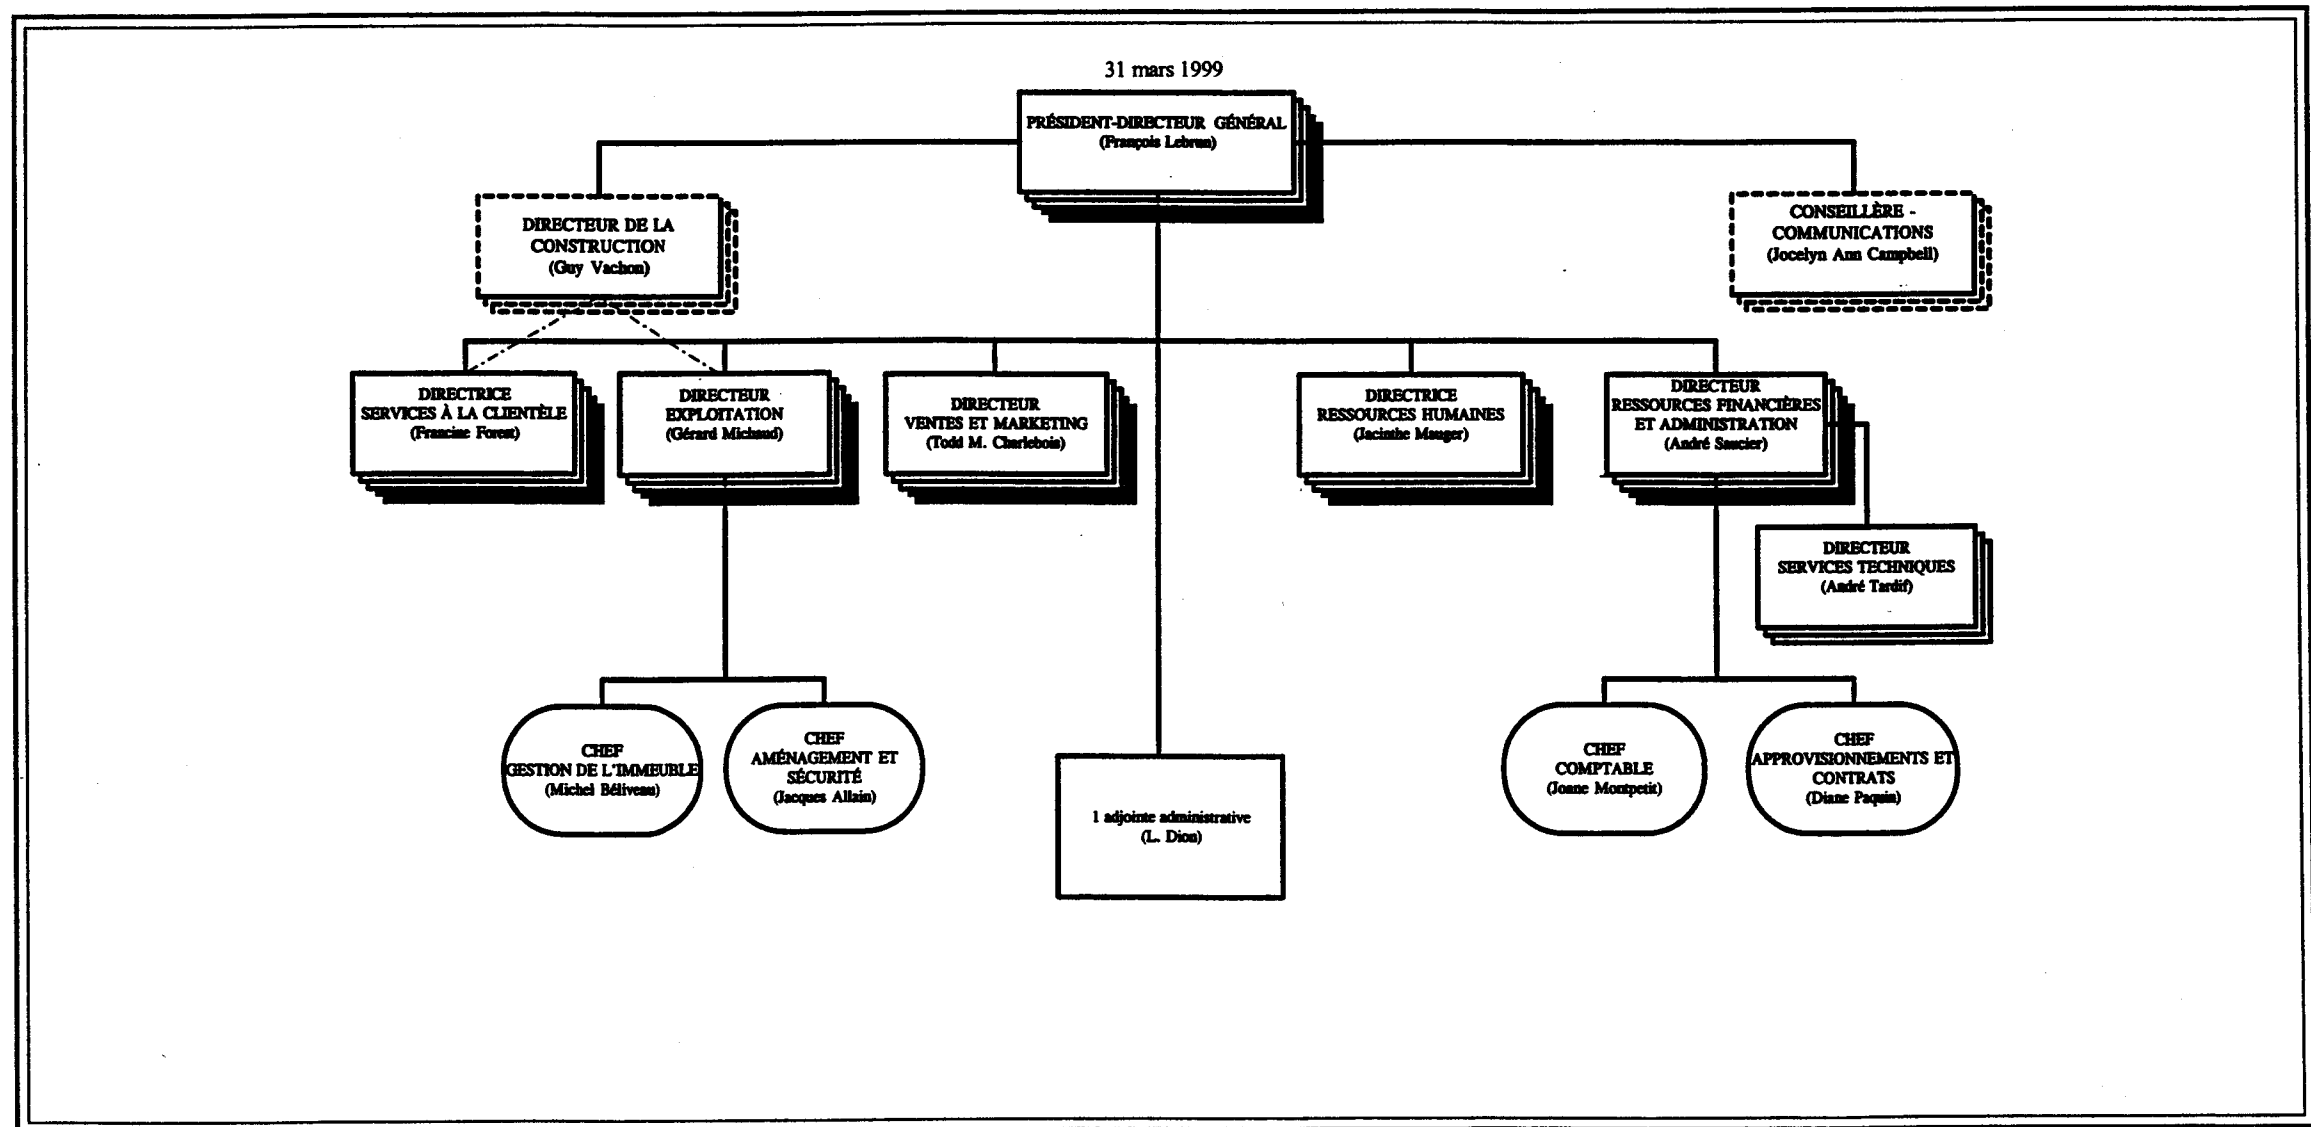 31 mars 1999
PRÉSIDENT-DIRECTEUR GÉNÉRAL
(François Lebrun)
DIRECTEUR DE LA
CONSTRUCTION
(Guy Vachon)
CONSEILLÈRE -
COMMUNICATIONS
(Jocelyn Ann Campbell)
DIRECTRICE
SERVICES À LA CLIENTÈLE
(Francine Forest)
DIRECTEUR
EXPLOITATION
(Gérard Michaud)
DIRECTEUR
VENTES ET MARKETING
(Todd M. Charlebois)
DIRECTRICE
RESSOURCES HUMAINES
(Jacinthe Mauger)
DIRECTEUR
RESSOURCES FINANCIÈRES
ET ADMINISTRATION
(André Saucier)
DIRECTEUR
SERVICES TECHNIQUES
(André Tardif)
CHEF
GESTION DE L'IMMEUBLE
(Michel Béliveau)
CHEF
AMÉNAGEMENT ET
SÉCURITÉ
(Jacques Allain)
1 adjointe administrative
(L. Dion)
CHEF
COMPTABLE
(Joane Montpetit)
CHEF
APPROVISIONNEMENTS ET
CONTRATS
(Diane Paquin)